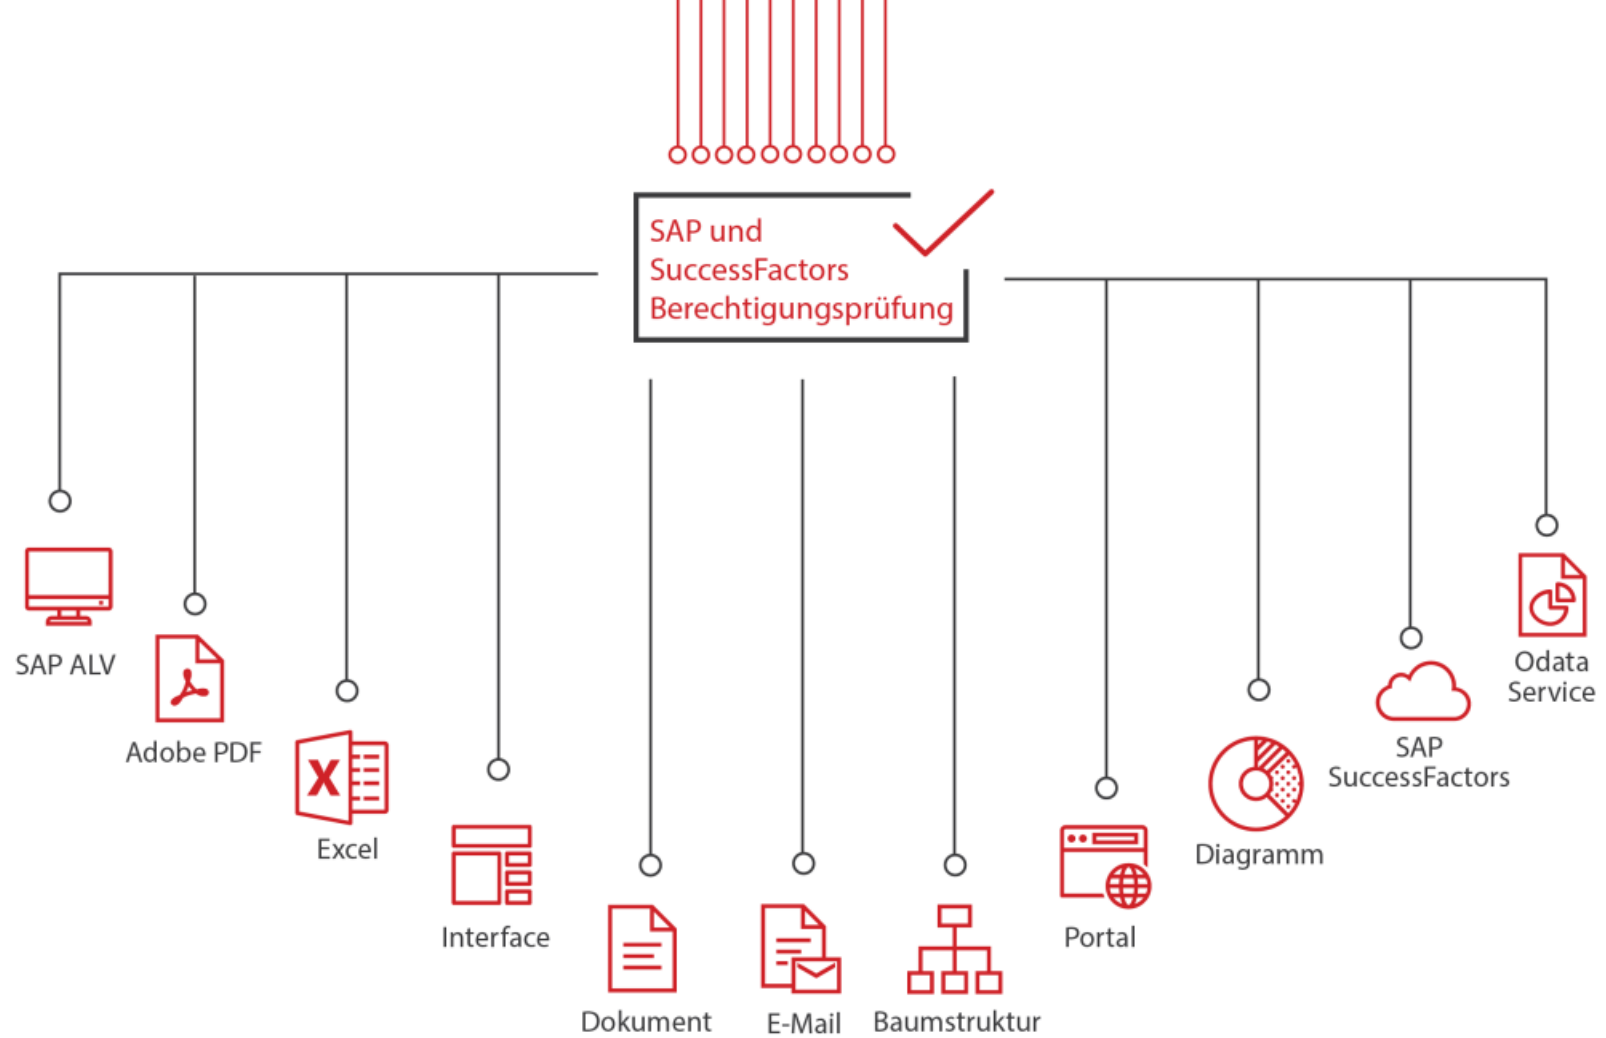 SAP und
SuccessFactors
Berechtigungsprüfung
SAP ALV
Adobe PDF
X
Excel
Interface
Dokument
E-Mail
Baumstruktur
Portal
Diagramm
SAP
SuccessFactors
Odata
Service